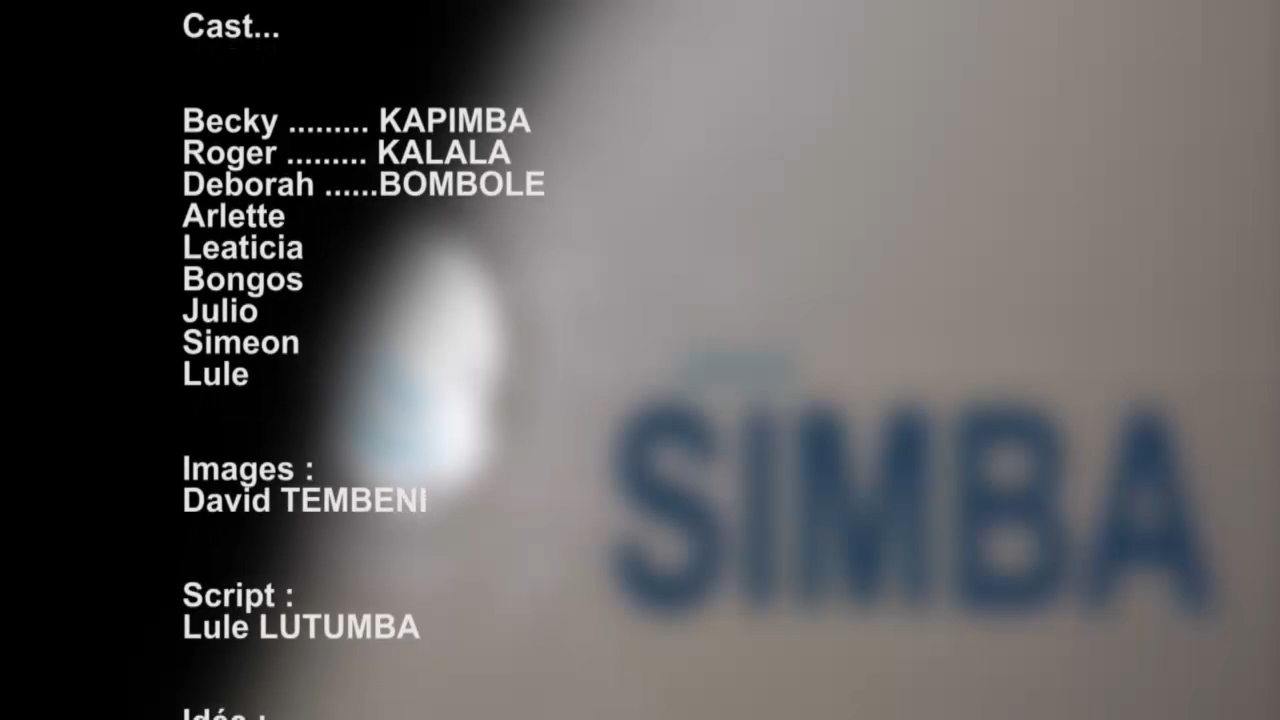 Cast...
Becky ......... KAPIMBA
Roger ......... KALALA
Deborah ......BOMBOLE
Arlette
Leaticia
Bongos
Julio
Simeon
Lule
Images :
David TEMBENI
Script :
Lule LUTUMBA
Idée :
SIMBA